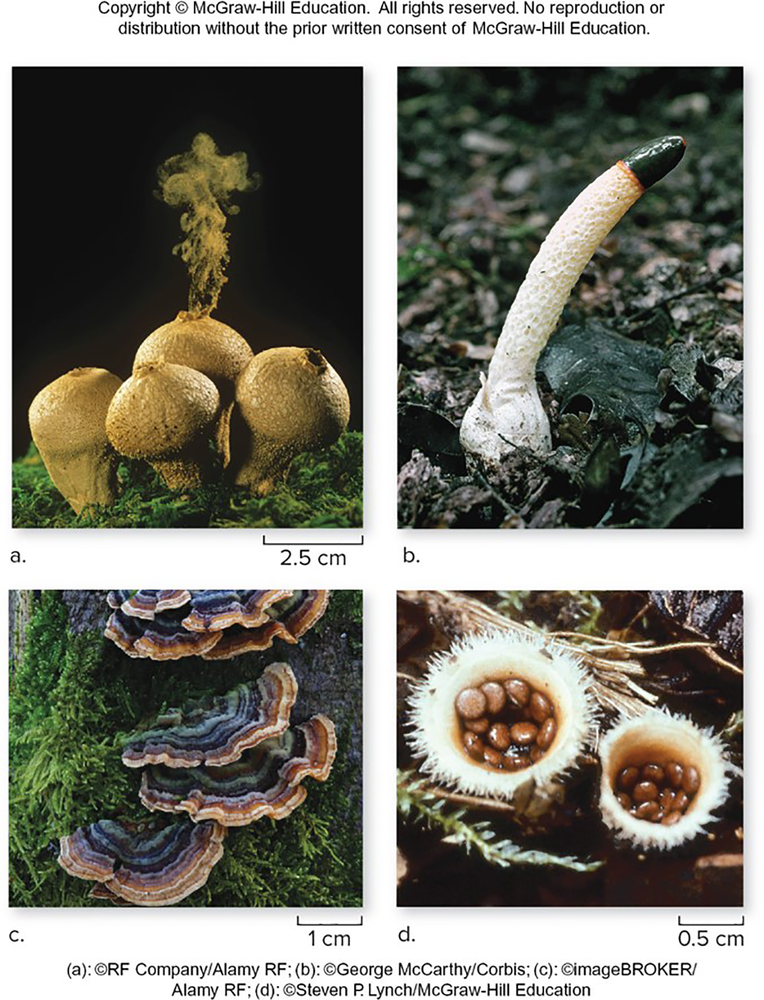 Copyright © McGraw-Hill Education.  All rights reserved. No reproduction or
distribution without the prior written consent of McGraw-Hill Education.
a.
2.5 cm
b.
c.
1 cm
d.
0.5 cm
(a): ©RF Company/Alamy RF; (b): ©George McCarthy/Corbis; (c): ©imageBROKER/
Alamy RF; (d): ©Steven P. Lynch/McGraw-Hill Education